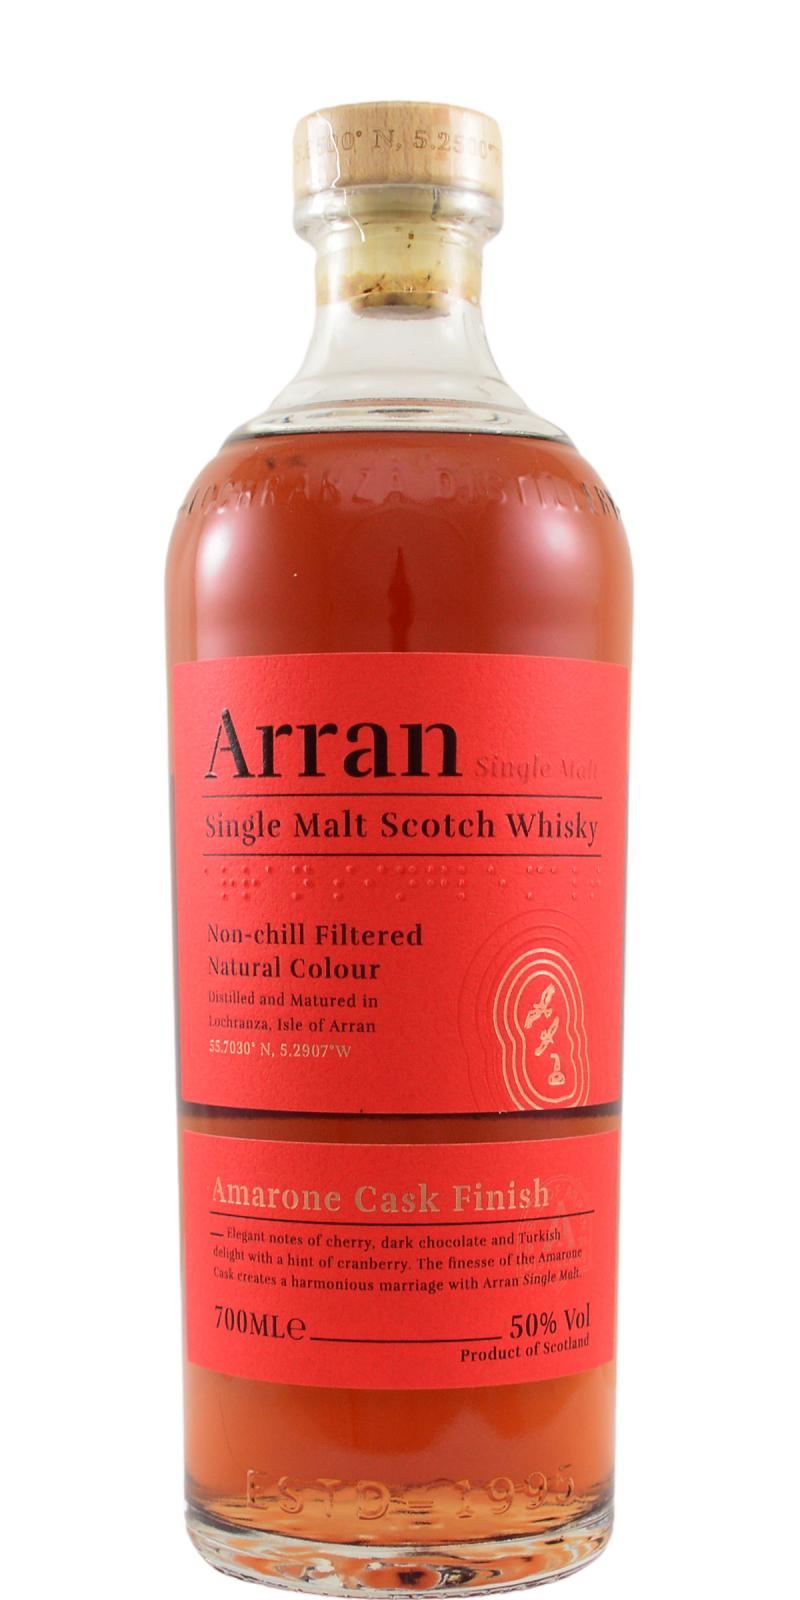 ° N, 5.2500°
LOCHRANZA DISTILLERY
Arran Single Malt
Single Malt Scotch Whisky
Non-chill Filtered
Natural Colour
Distilled and Matured in
Lochranza, Isle of Arran
55.7030° N, 5.2907°W
Amarone Cask Finish
— Elegant notes of cherry, dark chocolate and Turkish
delight with a hint of cranberry. The finesse of the Amarone
Cask creates a harmonious marriage with Arran Single Malt.
700ML℮ 50% Vol
Product of Scotland
ESTD – 1995